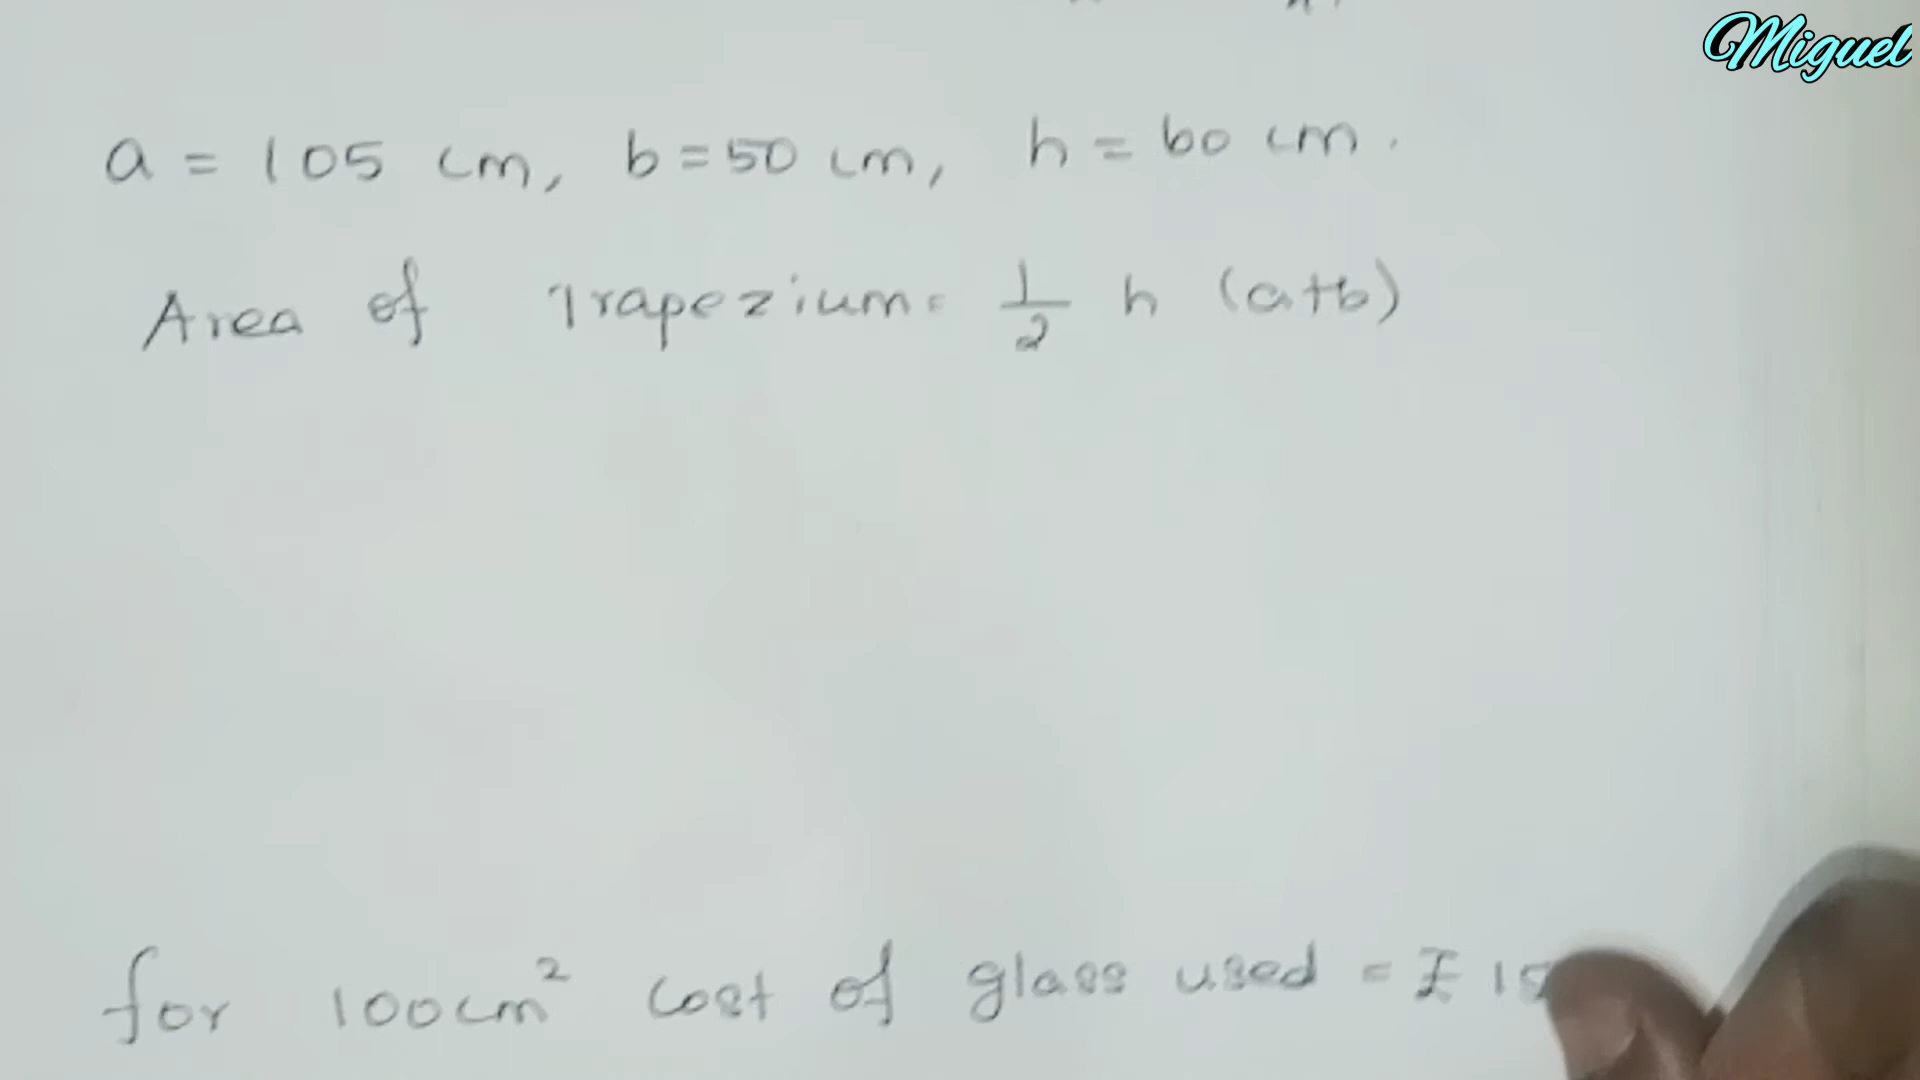 Miguel
a = 105 cm, b = 50 cm, h = 60 cm.
Area of Trapezium = 1/2 h (a+b)
for 100cm² cost of glass used = ₹ 15